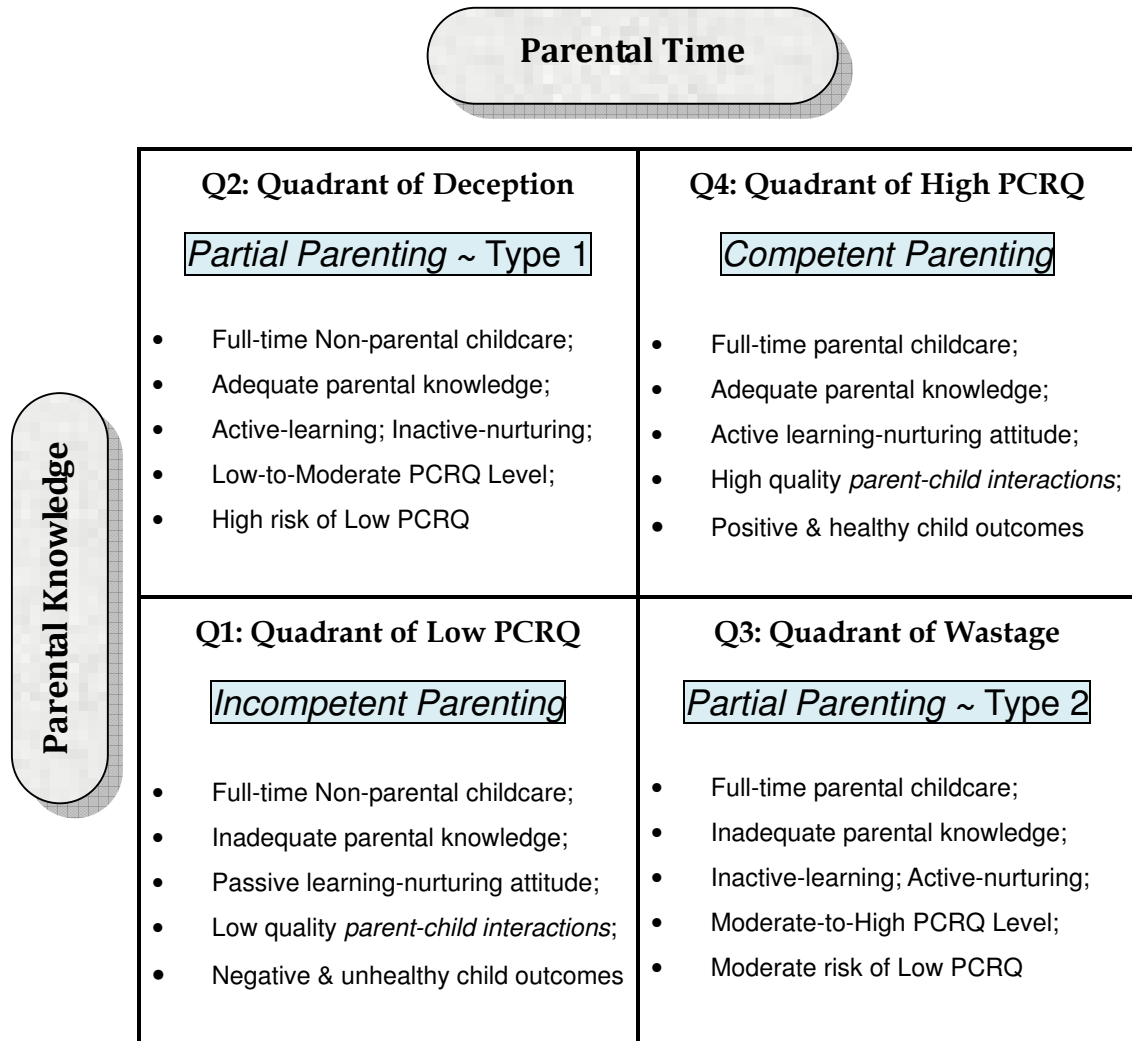 Parental Time
Parental Knowledge
Q2: Quadrant of Deception
Partial Parenting ~ Type 1
• Full-time Non-parental childcare;
• Adequate parental knowledge;
• Active-learning; Inactive-nurturing;
• Low-to-Moderate PCRQ Level;
• High risk of Low PCRQ
Q4: Quadrant of High PCRQ
Competent Parenting
• Full-time parental childcare;
• Adequate parental knowledge;
• Active learning-nurturing attitude;
• High quality parent-child interactions;
• Positive & healthy child outcomes
Q1: Quadrant of Low PCRQ
Incompetent Parenting
• Full-time Non-parental childcare;
• Inadequate parental knowledge;
• Passive learning-nurturing attitude;
• Low quality parent-child interactions;
• Negative & unhealthy child outcomes
Q3: Quadrant of Wastage
Partial Parenting ~ Type 2
• Full-time parental childcare;
• Inadequate parental knowledge;
• Inactive-learning; Active-nurturing;
• Moderate-to-High PCRQ Level;
• Moderate risk of Low PCRQ